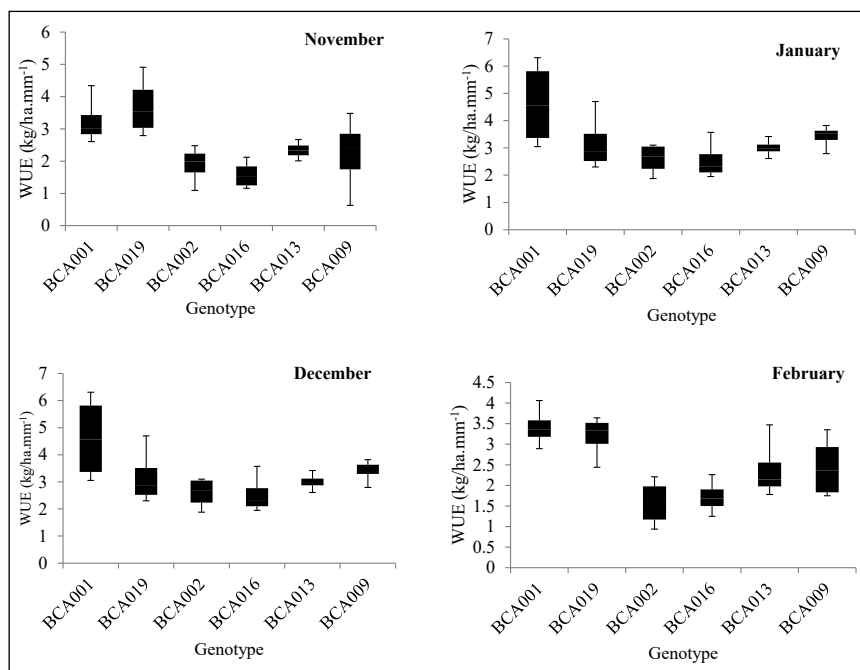 November
WUE (kg/ha.mm⁻¹)
6
5
4
3
2
1
0
BCA001
BCA019
BCA002
BCA016
BCA013
BCA009
Genotype
January
WUE (kg/ha.mm⁻¹)
7
6
5
4
3
2
1
0
BCA001
BCA019
BCA002
BCA016
BCA013
BCA009
Genotype
December
WUE (kg/ha.mm⁻¹)
7
6
5
4
3
2
1
0
BCA001
BCA019
BCA002
BCA016
BCA013
BCA009
Genotype
February
WUE (kg/ha.mm⁻¹)
4.5
4
3.5
3
2.5
2
1.5
1
0.5
0
BCA001
BCA019
BCA002
BCA016
BCA013
BCA009
Genotype